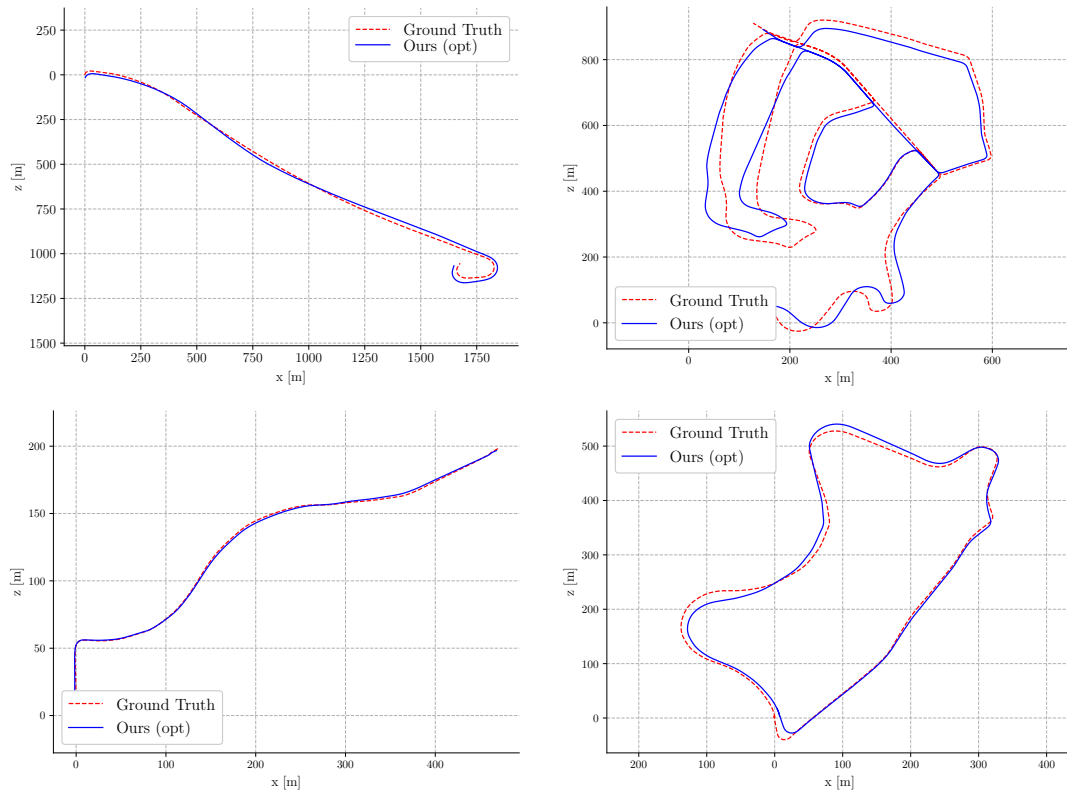 250
0
250
500
750
1000
1250
1500
z [m]
0 250 500 750 1000 1250 1500 1750
x [m]
Ground Truth
Ours (opt)
800
600
400
200
0
z [m]
0 200 400 600
x [m]
Ground Truth
Ours (opt)
200
150
100
50
0
z [m]
0 100 200 300 400
x [m]
Ground Truth
Ours (opt)
500
400
300
200
100
0
z [m]
200 100 0 100 200 300 400
x [m]
Ground Truth
Ours (opt)